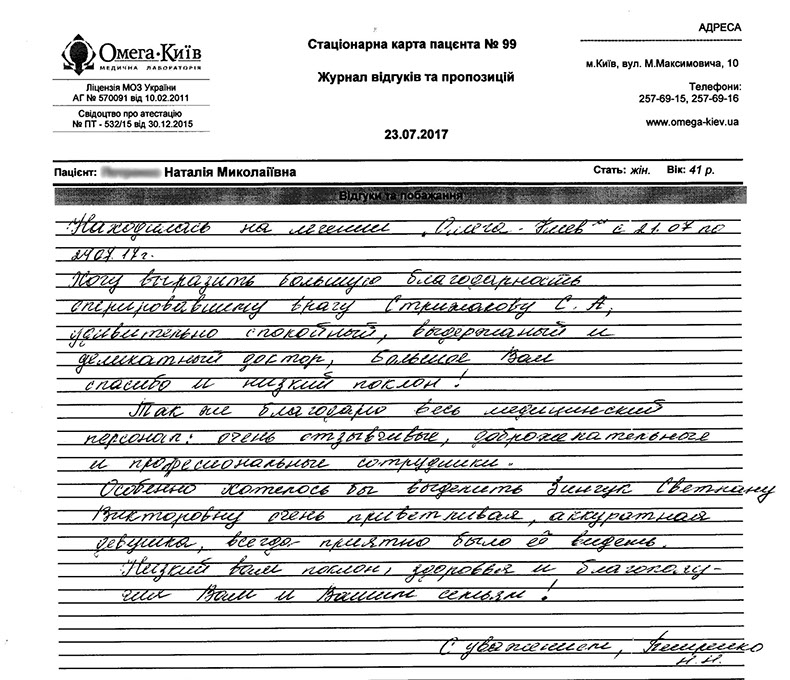 Омега·Київ
МЕДИЧНА ЛАБОРАТОРІЯ
Ліцензія МОЗ України
АГ № 570091 від 10.02.2011
Свідоцтво про атестацію
№ ПТ - 532/15 від 30.12.2015
Стаціонарна карта пацєнта № 99
Журнал відгуків та пропозицій
23.07.2017
АДРЕСА
м.Київ, вул. М.Максимовича, 10
Телефони:
257-69-15, 257-69-16
www.omega-kiev.ua
Пацієнт: Наталія Миколаіївна Стать: жін. Вік: 41 р.
Відгуки та побажання
Находилась на лечении „Омега - Киев" с 21.07 по
24.07.17г.
Хочу выразить большую благодарность
оперировавшему врачу Стрижакову С. А,
удивительно спокойный, выдержаный и
деликатный доктор, Большое Вам
спасибо и низкий поклон!
Так же благодарю весь медицинский
персонал: очень отзывчивые, доброжелательные
и професиональные сотрудники.
Особенно хотелось бы выделить Зинчук Светлану
Викторовну очень приветливая, аккуратная
девушка, всегда приятно было её видеть.
Низкий вам поклон, здоровья и благополу-
чия Вам и Вашим семьям!
С уважением,
Н.Н.